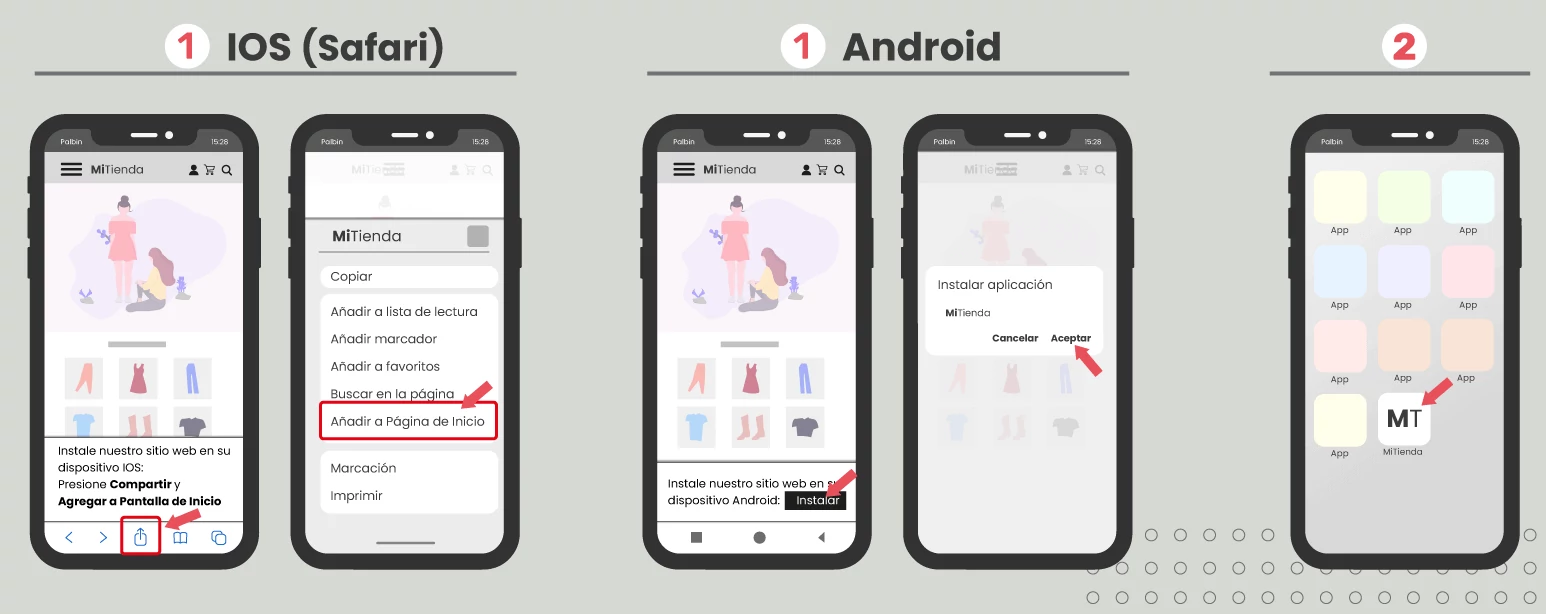 1 IOS (Safari)
Palbin 15:28
MiTienda
Instale nuestro sitio web en su
dispositivo IOS:
Presione Compartir y
Agregar a Pantalla de Inicio
Palbin 15:28
MiTienda
MiTienda
Copiar
Añadir a lista de lectura
Añadir marcador
Añadir a favoritos
Buscar en la página
Añadir a Página de Inicio
Marcación
Imprimir
1 Android
Palbin 15:28
MiTienda
Instale nuestro sitio web en su
dispositivo Android: Instalar
Palbin 15:28
MiTienda
Instalar aplicación
MiTienda
Cancelar Aceptar
2
Palbin 15:28
App App App
App App App
App App App
MT
App MiTienda